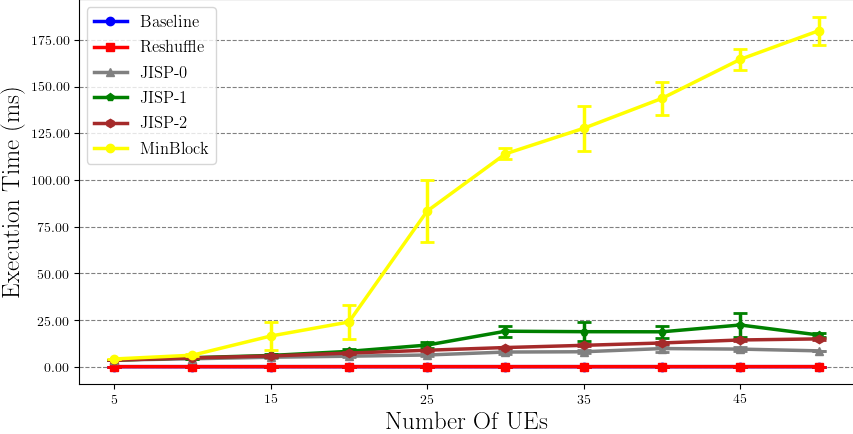 Baseline
Reshuffle
JISP-0
JISP-1
JISP-2
MinBlock
Execution Time (ms)
175.00
150.00
125.00
100.00
75.00
50.00
25.00
0.00
5 15 25 35 45
Number Of UEs